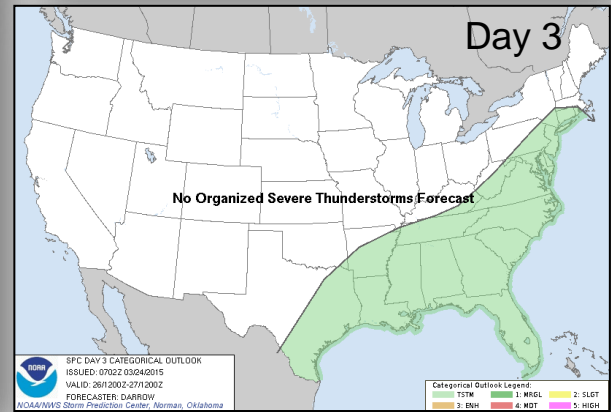 Day 3
No Organized Severe Thunderstorms Forecast
NOAA
SPC DAY 3 CATEGORICAL OUTLOOK
ISSUED: 0702Z 03/24/2015
VALID: 26/1200Z-27/1200Z
FORECASTER: DARROW
NOAA/NWS Storm Prediction Center, Norman, Oklahoma
Categorical Outlook Legend:
TSTM 1: MRGL 2: SLGT
3: ENH 4: MDT 5: HIGH